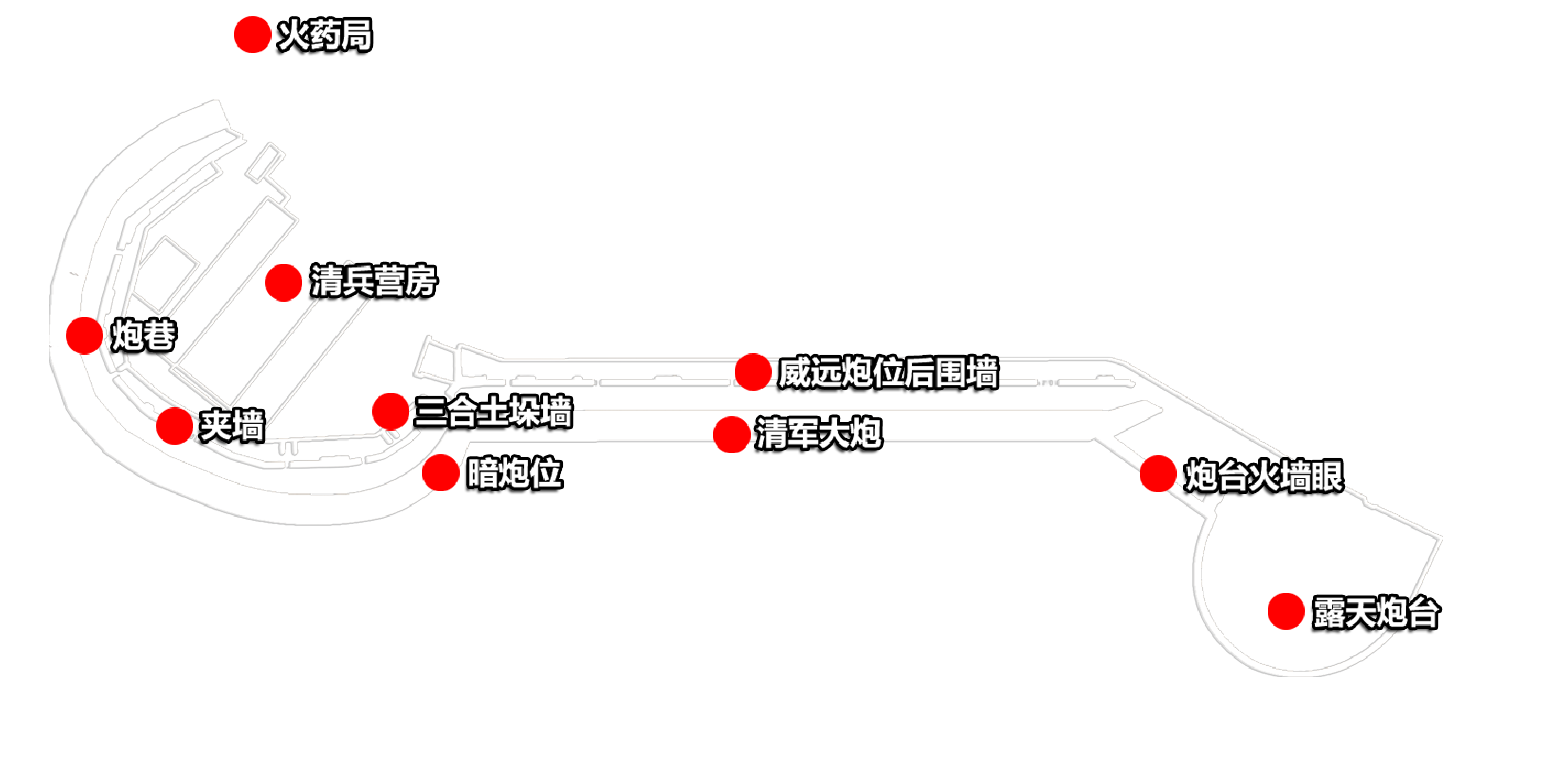 火药局
清兵营房
炮巷
威远炮位后围墙
三合土垛墙
夹墙
清军大炮
暗炮位
炮台火墙眼
露天炮台